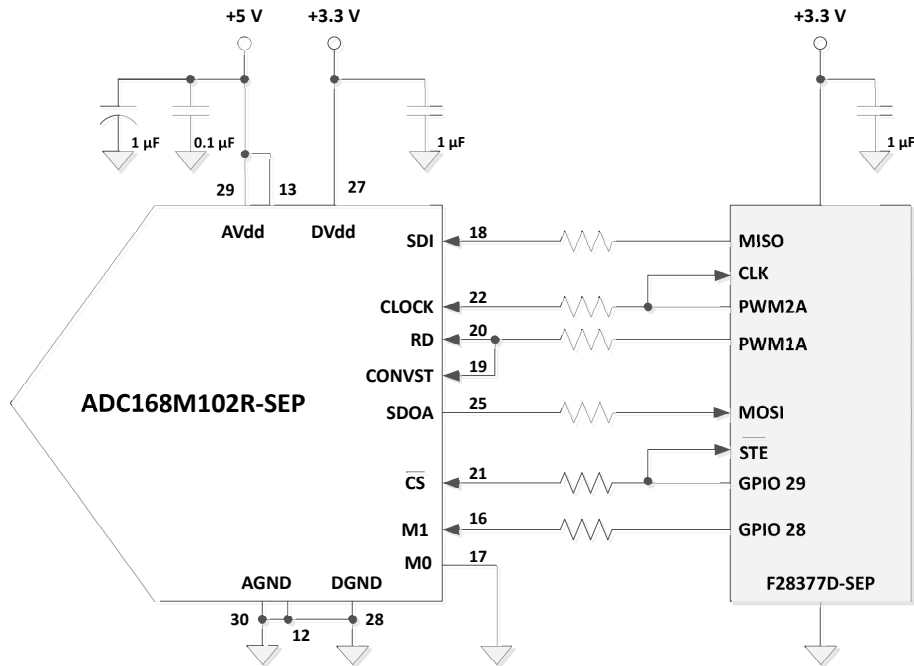 +5 V
+3.3 V
+3.3 V
1 µF
0.1 µF
1 µF
1 µF
29
13
27
AVdd
DVdd
SDI
18
MISO
CLK
CLOCK
22
PWM2A
RD
20
PWM1A
CONVST
19
ADC168M102R-SEP
SDOA
25
MOSI
STE
CS
21
GPIO 29
M1
16
GPIO 28
M0
17
AGND
DGND
F28377D-SEP
30
12
28